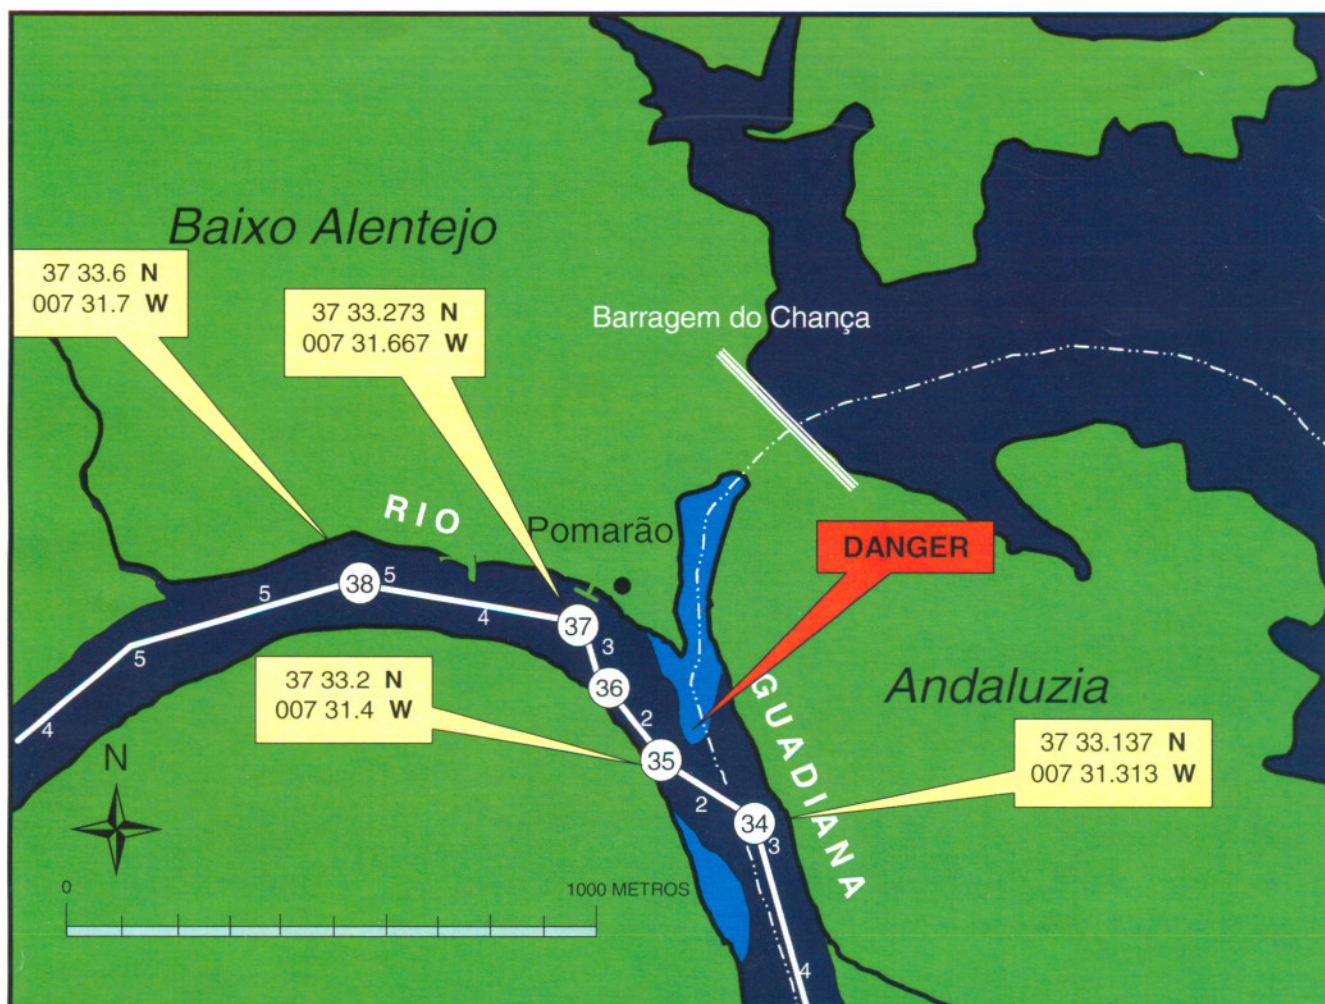 Baixo Alentejo
37 33.6 N
007 31.7 W
37 33.273 N
007 31.667 W
Barragem do Chança
RIO
Pomarão
DANGER
38
5
5
4
37
3
5
36
4
37 33.2 N
007 31.4 W
2
35
2
GUADIANA
Andaluzia
37 33.137 N
007 31.313 W
34
3
4
N
0
1000 METROS